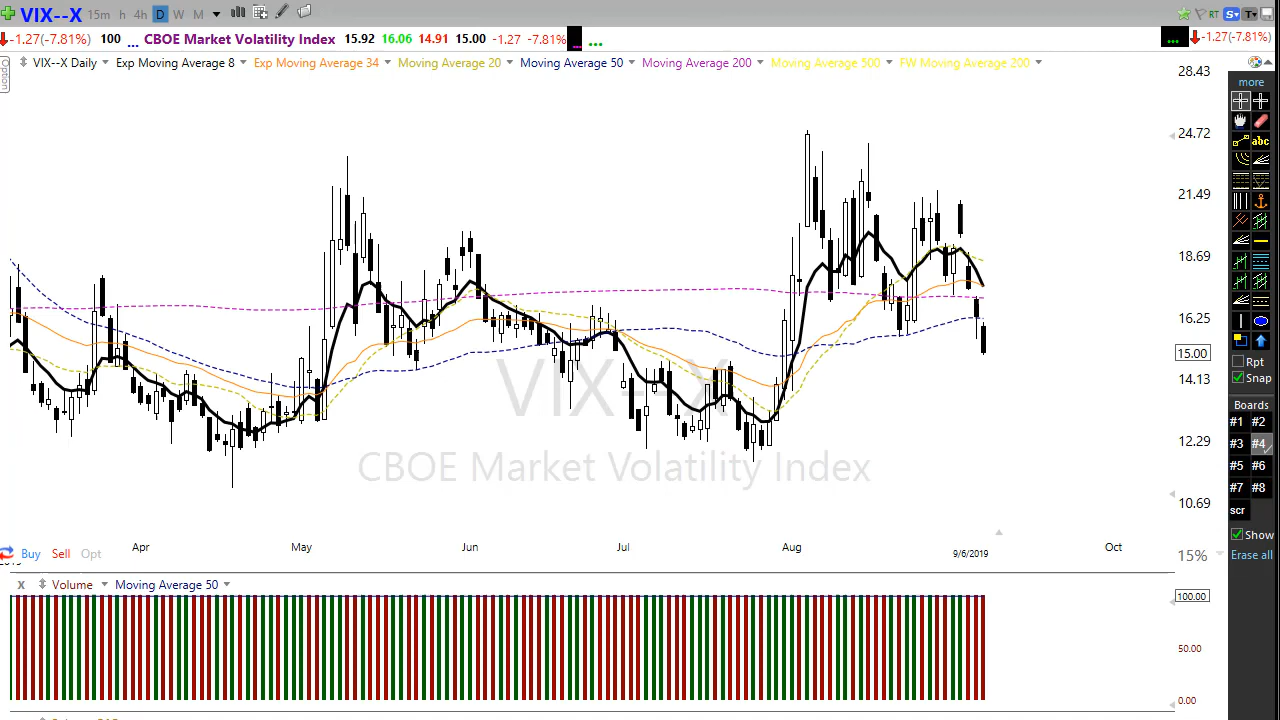 VIX--X 15m h 4h D W M RT S T
-1.27(-7.81%) 100 ... CBOE Market Volatility Index 15.92 16.06 14.91 15.00 -1.27 -7.81% ... ... ... -1.27(-7.81%)
Option
VIX--X Daily Exp Moving Average 8 Exp Moving Average 34 Moving Average 20 Moving Average 50 Moving Average 200 Moving Average 500 FW Moving Average 200
28.43
24.72
21.49
18.69
16.25
15.00
14.13
12.29
10.69
15%
VIX--X
CBOE Market Volatility Index
more
abc
Rpt
Snap
Boards
#1 #2
#3 #4
#5 #6
#7 #8
scr
Show
Erase all
Apr May Jun Jul Aug 9/6/2019 Oct
Buy Sell Opt
X Volume Moving Average 50
100.00
50.00
0.00